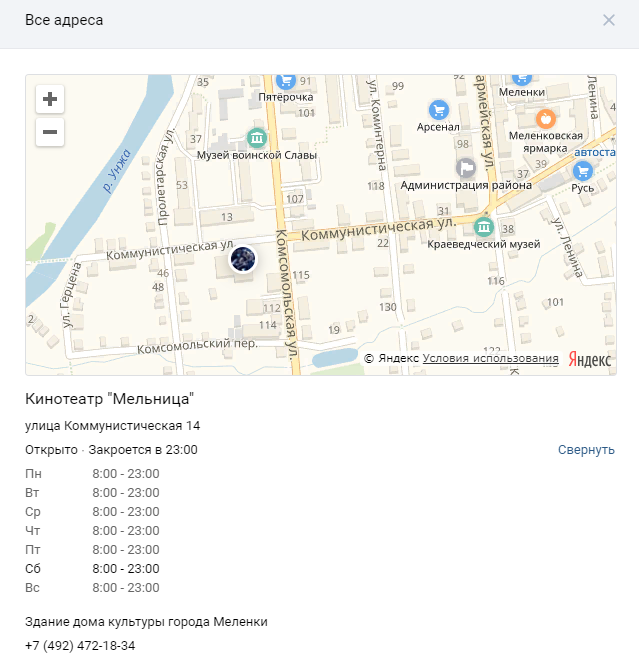 Все адреса
35
Пятёрочка
101
ул. Коминтерна
99
армейская ул.
Меленки
Ленина
37
Музей воинской Славы
Арсенал
Меленковская
ярмарка
автоста
р. Унжа
Пролетарская ул.
53
107
118
Администрация района
37
39
Русь
13
31
38
Коммунистическая ул.
Коммунистическая ул.
22
Краеведческий музей
ул. Ленина
46
48
ул. Герцена
Комсомольская ул.
115
116
112
114
130
101
2
19
Комсомольский пер.
110
© Яндекс Условия использования Яндекс
Кинотеатр "Мельница"
улица Коммунистическая 14
Открыто · Закроется в 23:00 Свернуть
Пн 8:00 - 23:00
Вт 8:00 - 23:00
Ср 8:00 - 23:00
Чт 8:00 - 23:00
Пт 8:00 - 23:00
Сб 8:00 - 23:00
Вс 8:00 - 23:00
Здание дома культуры города Меленки
+7 (492) 472-18-34